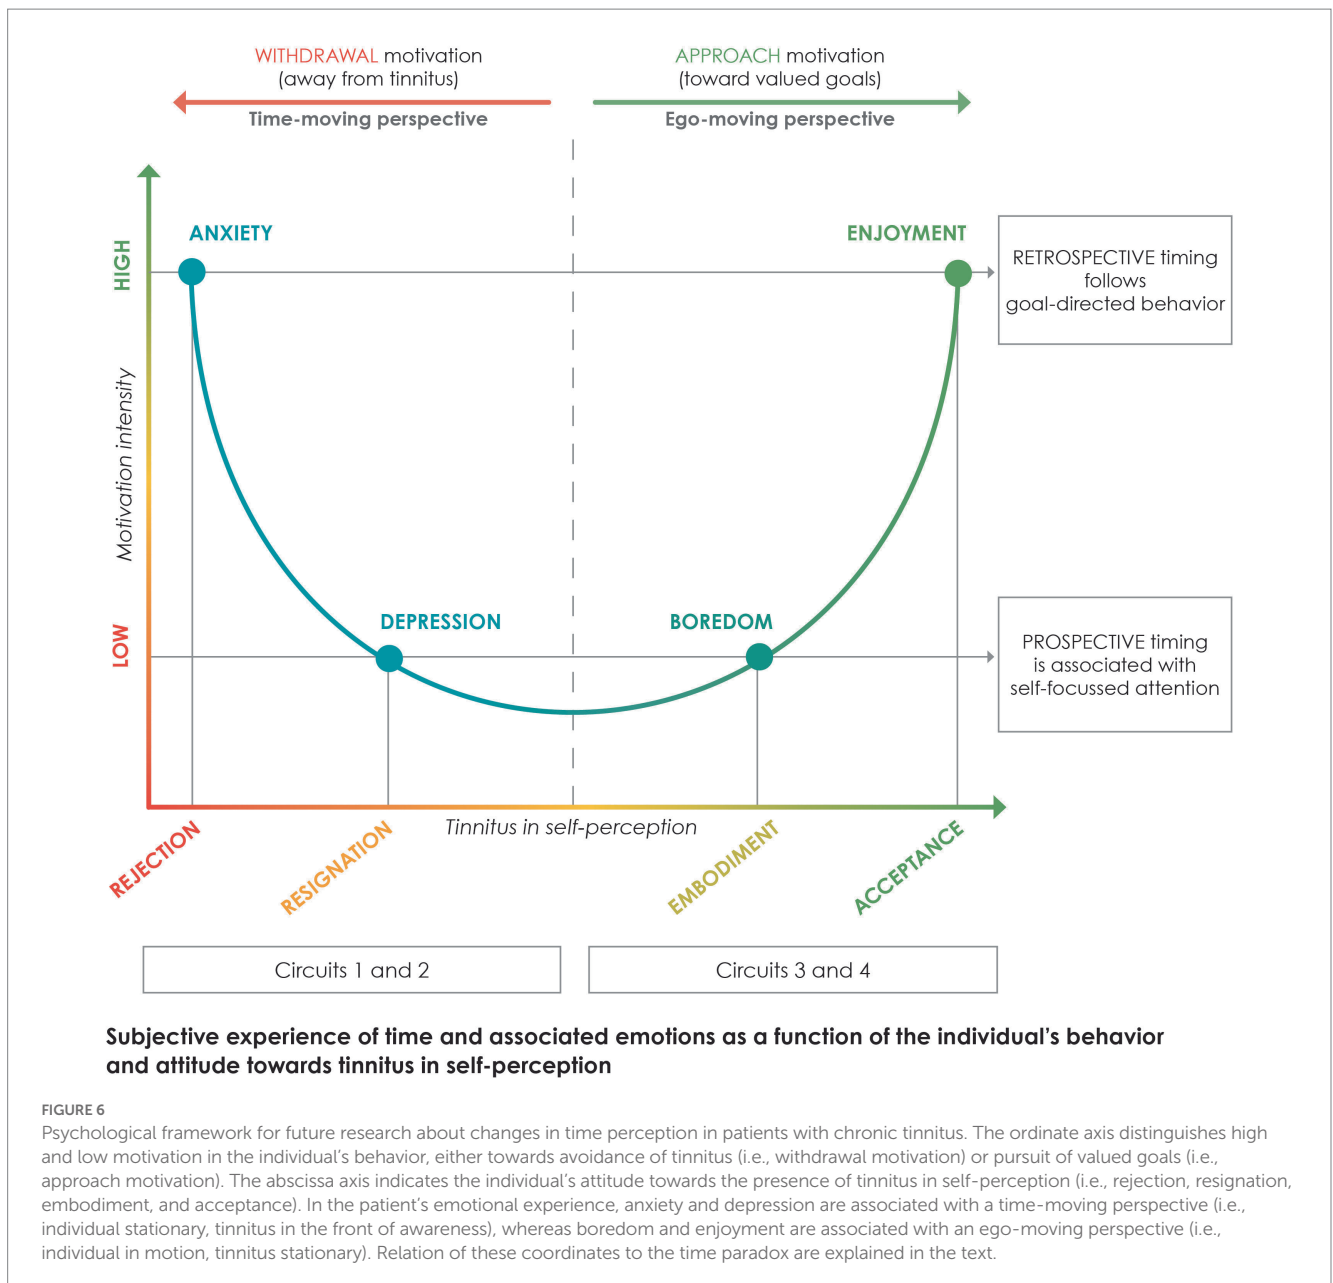 WITHDRAWAL motivation
(away from tinnitus)
Time-moving perspective
APPROACH motivation
(toward valued goals)
Ego-moving perspective
HIGH
Motivation intensity
LOW
ANXIETY
ENJOYMENT
DEPRESSION
BOREDOM
RETROSPECTIVE timing
follows
goal-directed behavior
PROSPECTIVE timing
is associated with
self-focussed attention
Tinnitus in self-perception
REJECTION
RESIGNATION
EMBODIMENT
ACCEPTANCE
Circuits 1 and 2
Circuits 3 and 4
Subjective experience of time and associated emotions as a function of the individual's behavior
and attitude towards tinnitus in self-perception
FIGURE 6
Psychological framework for future research about changes in time perception in patients with chronic tinnitus. The ordinate axis distinguishes high
and low motivation in the individual's behavior, either towards avoidance of tinnitus (i.e., withdrawal motivation) or pursuit of valued goals (i.e.,
approach motivation). The abscissa axis indicates the individual's attitude towards the presence of tinnitus in self-perception (i.e., rejection, resignation,
embodiment, and acceptance). In the patient's emotional experience, anxiety and depression are associated with a time-moving perspective (i.e.,
individual stationary, tinnitus in the front of awareness), whereas boredom and enjoyment are associated with an ego-moving perspective (i.e.,
individual in motion, tinnitus stationary). Relation of these coordinates to the time paradox are explained in the text.